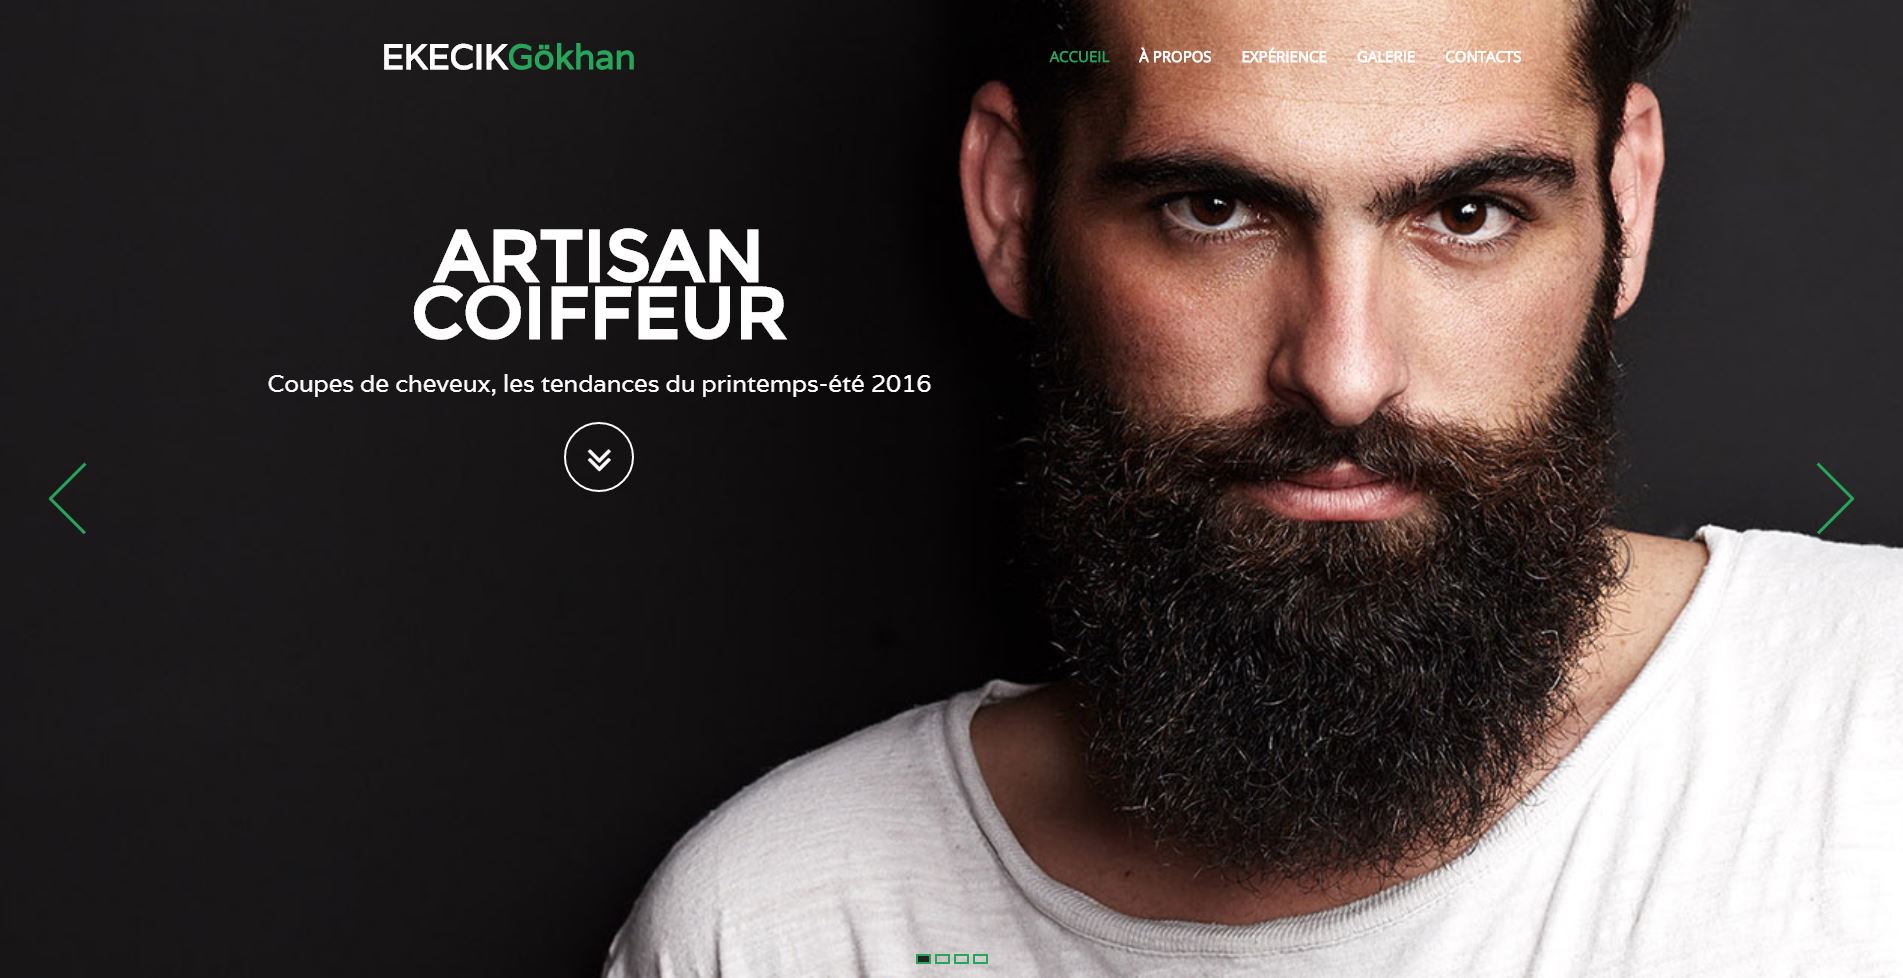 EKECIKGökhan
ACCUEIL À PROPOS EXPÉRIENCE GALERIE CONTACTS
ARTISAN
COIFFEUR
Coupes de cheveux, les tendances du printemps-été 2016